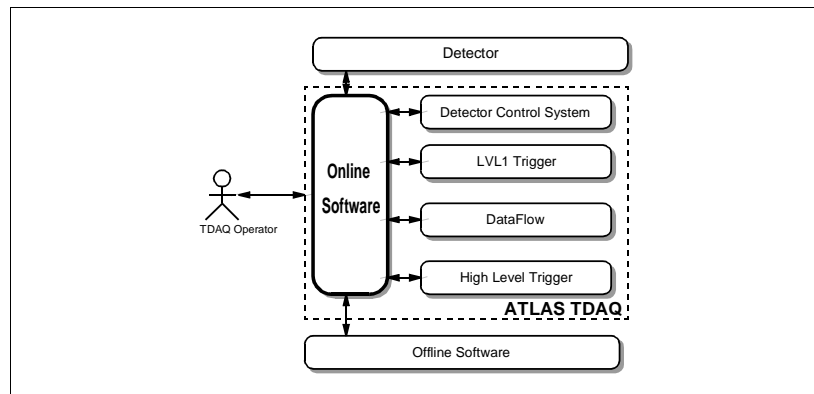 Detector
Detector Control System
LVL1 Trigger
Online
Software
TDAQ Operator
DataFlow
High Level Trigger
ATLAS TDAQ
Offline Software